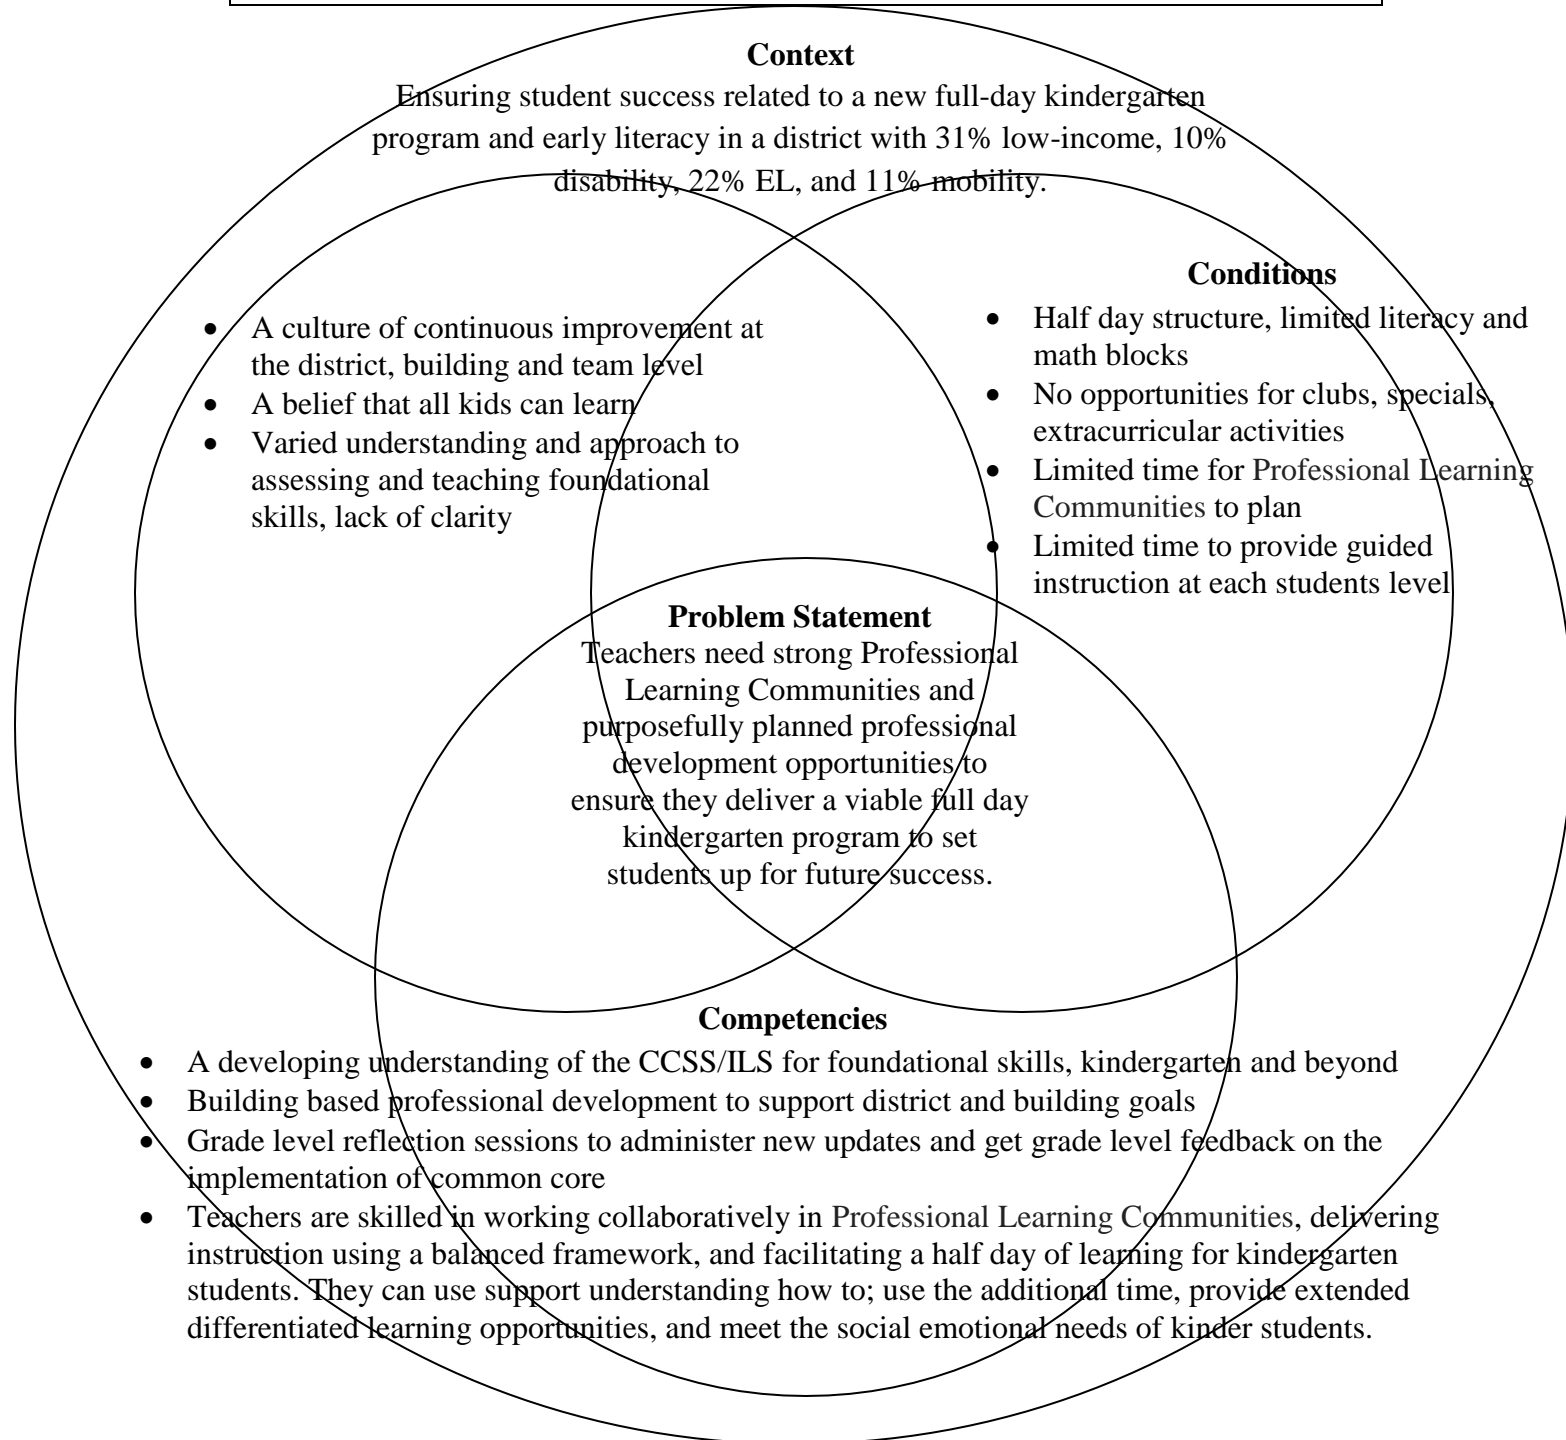 Context
Ensuring student success related to a new full-day kindergarten
program and early literacy in a district with 31% low-income, 10%
disability, 22% EL, and 11% mobility.
• A culture of continuous improvement at
the district, building and team level
• A belief that all kids can learn
• Varied understanding and approach to
assessing and teaching foundational
skills, lack of clarity
Conditions
• Half day structure, limited literacy and
math blocks
• No opportunities for clubs, specials,
extracurricular activities
• Limited time for Professional Learning
Communities to plan
• Limited time to provide guided
instruction at each students level
Problem Statement
Teachers need strong Professional
Learning Communities and
purposefully planned professional
development opportunities to
ensure they deliver a viable full day
kindergarten program to set
students up for future success.
Competencies
• A developing understanding of the CCSS/ILS for foundational skills, kindergarten and beyond
• Building based professional development to support district and building goals
• Grade level reflection sessions to administer new updates and get grade level feedback on the
implementation of common core
• Teachers are skilled in working collaboratively in Professional Learning Communities, delivering
instruction using a balanced framework, and facilitating a half day of learning for kindergarten
students. They can use support understanding how to; use the additional time, provide extended
differentiated learning opportunities, and meet the social emotional needs of kinder students.